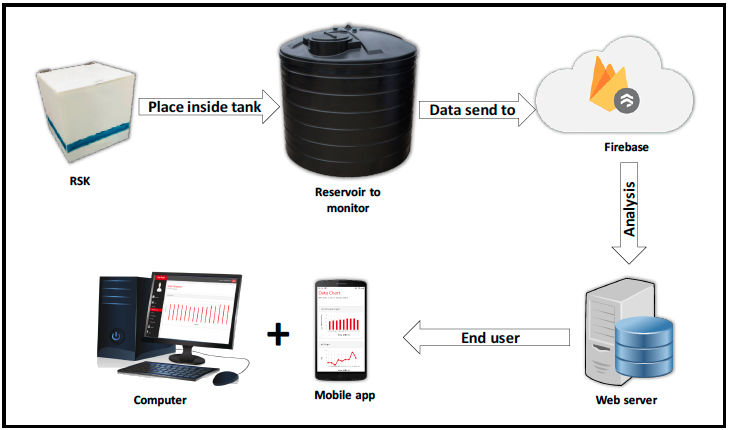 Place inside tank
Data send to
RSK
Reservoir to
monitor
Firebase
Analysis
Data Chart
End user
Computer
Mobile app
Web server